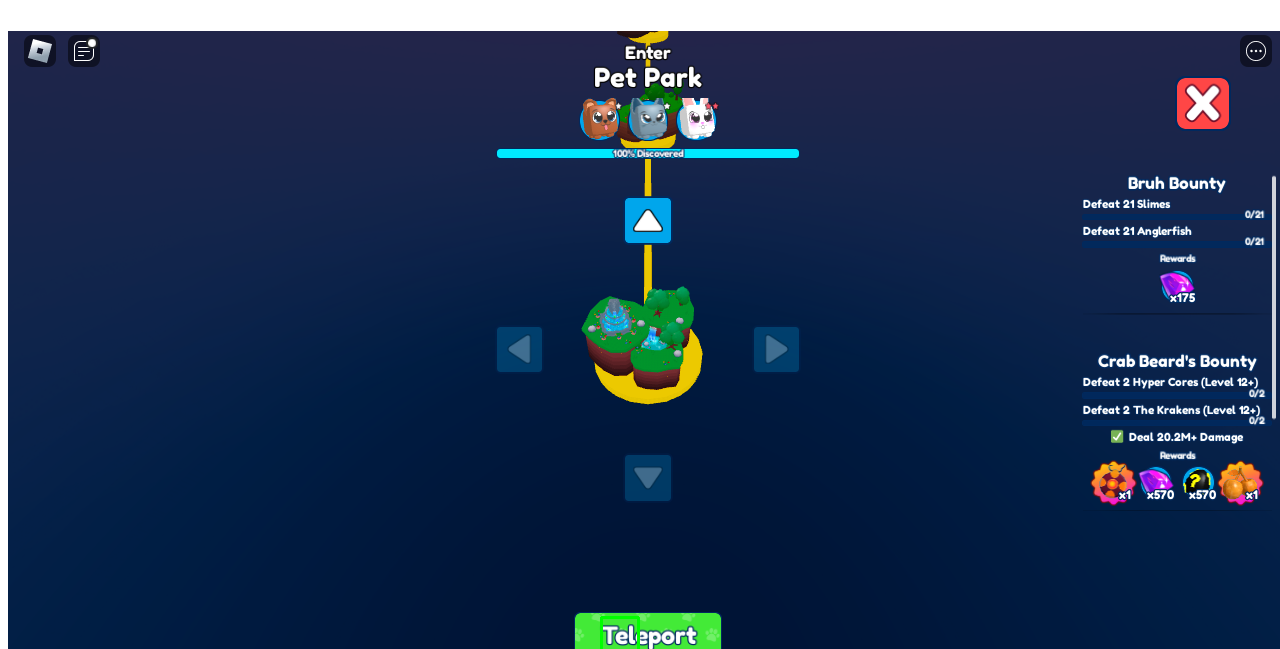 Enter
Pet Park
100% Discovered
Bruh Bounty
Defeat 21 Slimes
0/21
Defeat 21 Anglerfish
0/21
Rewards
x175
Crab Beard's Bounty
Defeat 2 Hyper Cores (Level 12+)
0/2
Defeat 2 The Krakens (Level 12+)
0/2
✅ Deal 20.2M+ Damage
Rewards
x1 x570 ? x570 x1
Teleport